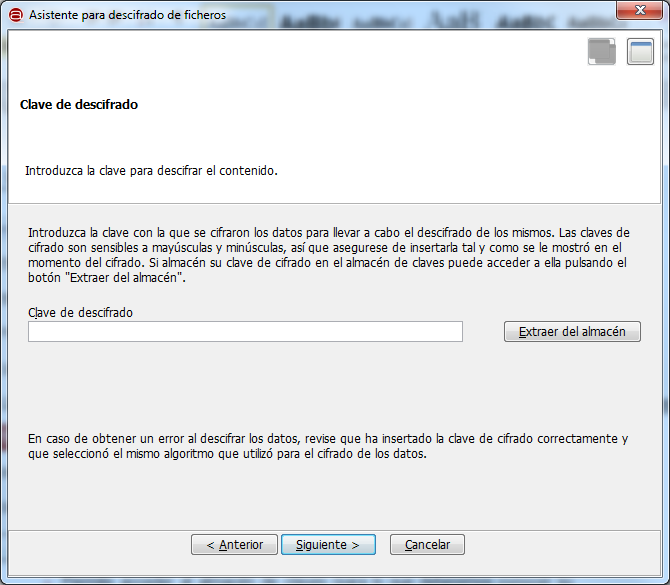 Asistente para descifrado de ficheros
Clave de descifrado
Introduzca la clave para descifrar el contenido.
Introduzca la clave con la que se cifraron los datos para llevar a cabo el descifrado de los mismos. Las claves de
cifrado son sensibles a mayúsculas y minúsculas, así que asegurese de insertarla tal y como se le mostró en el
momento del cifrado. Si almacén su clave de cifrado en el almacén de claves puede acceder a ella pulsando el
botón "Extraer del almacén".
Clave de descifrado
Extraer del almacén
En caso de obtener un error al descifrar los datos, revise que ha insertado la clave de cifrado correctamente y
que seleccionó el mismo algoritmo que utilizó para el cifrado de los datos.
< Anterior
Siguiente >
Cancelar